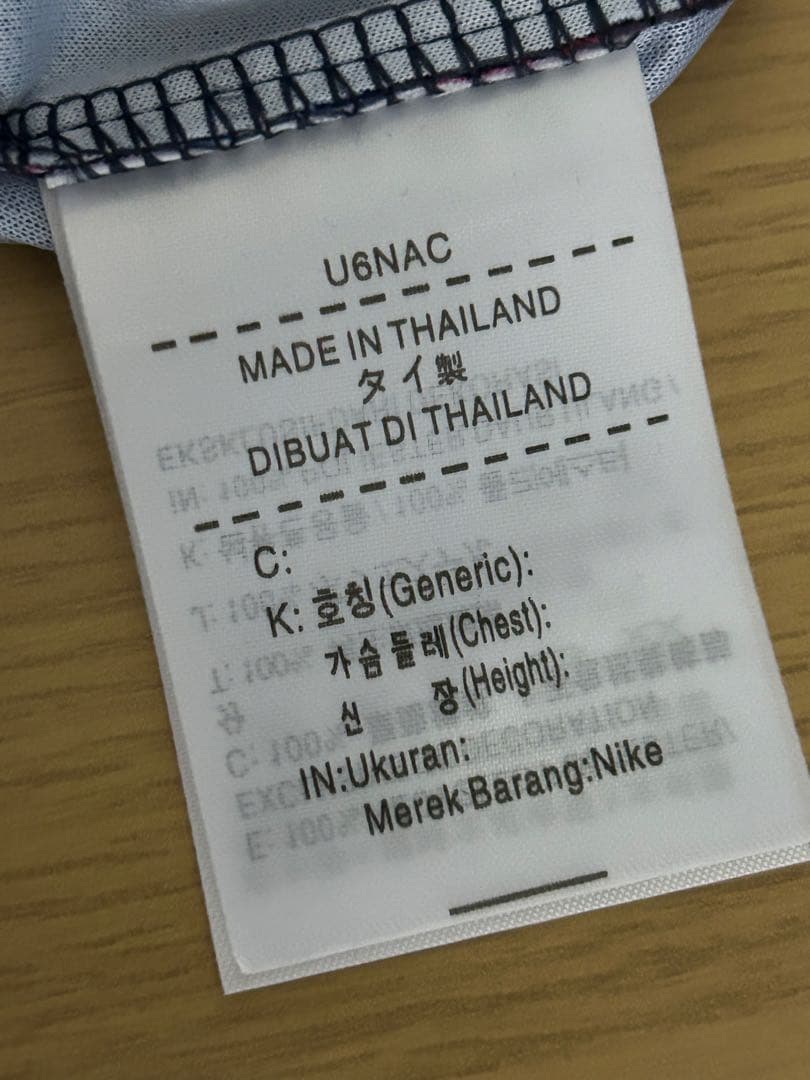 U6NAC
MADE IN THAILAND
タイ製
DIBUAT DI THAILAND
C:
K: 호칭(Generic):
가슴들레(Chest):
신 장(Height):
IN:Ukuran:
Merek Barang:Nike